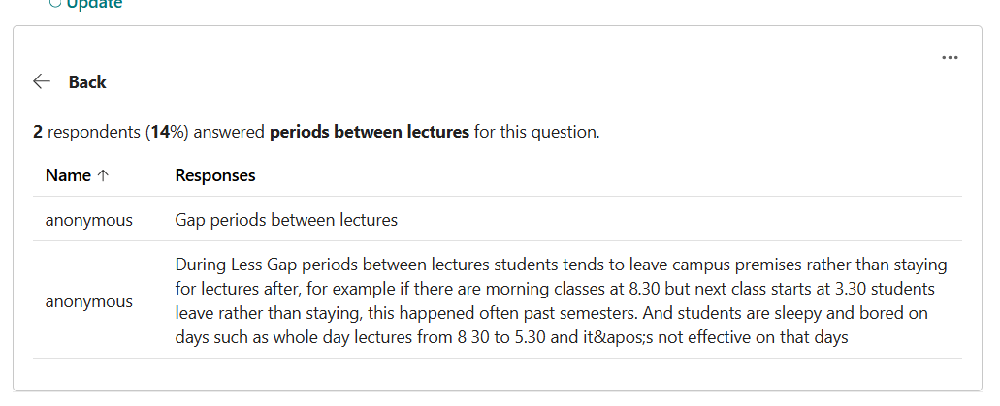 Update
...
Back
2 respondents (14%) answered periods between lectures for this question.
Name ↑ Responses
anonymous Gap periods between lectures
During Less Gap periods between lectures students tends to leave campus premises rather than staying
for lectures after, for example if there are morning classes at 8.30 but next class starts at 3.30 students
anonymous
leave rather than staying, this happened often past semesters. And students are sleepy and bored on
days such as whole day lectures from 8 30 to 5.30 and it&apos;s not effective on that days